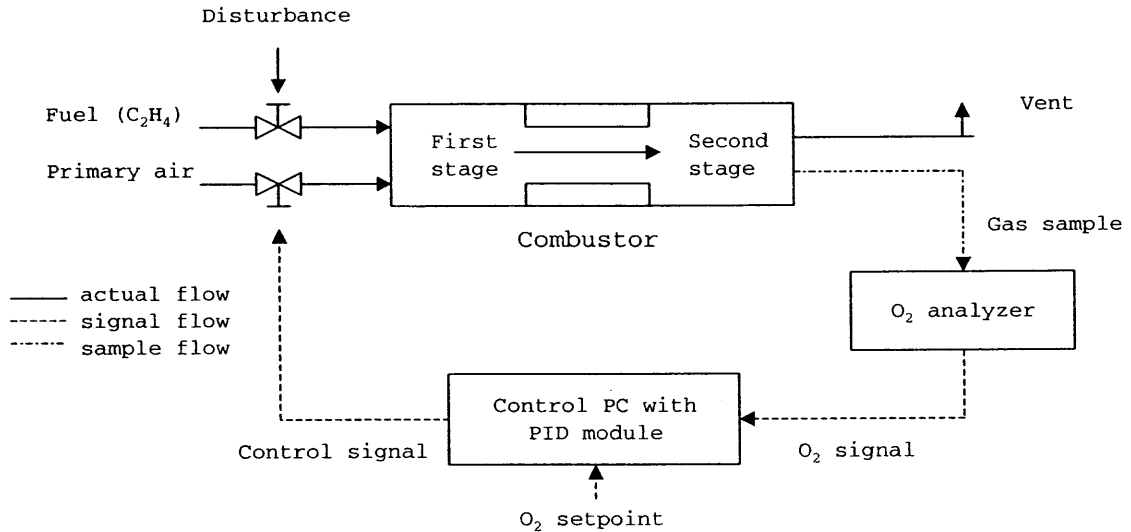 Disturbance
Fuel (C₂H₄)
Primary air
First
stage
Second
stage
Vent
Combustor
Gas sample
actual flow
signal flow
sample flow
O₂ analyzer
Control PC with
PID module
Control signal
O₂ signal
O₂ setpoint